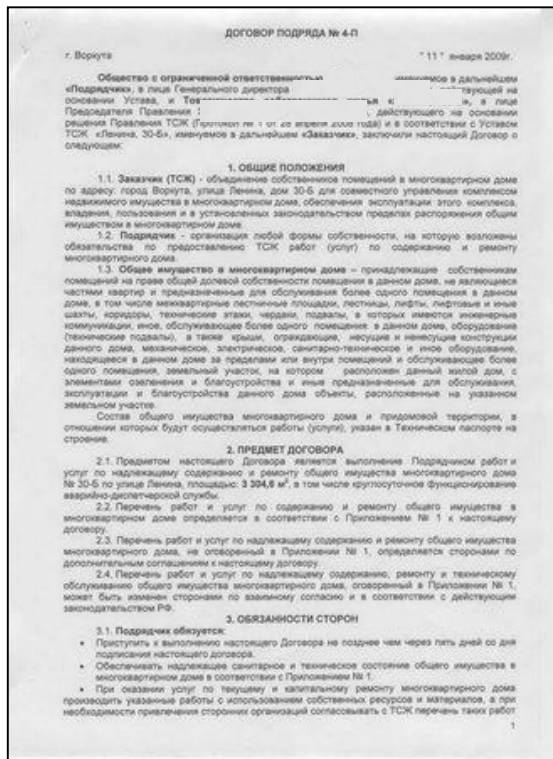 ДОГОВОР ПОДРЯДА № 4-П
г. Воркута " 11 " января 2009г.
Общество с ограниченной ответственностью в дальнейшем
«Подрядчик», в лице Генерального директора действующей на
основании Устава, и в лице
Председателя Правления действующего на основании
решения Правления ТСЖ (Протокол № 1 от апреля 2008 года) и в соответствии с Уставом
ТСЖ «Ленина, 30-Б», именуемое в дальнейшем «Заказчик», заключили настоящий Договор о
следующем:
1. ОБЩИЕ ПОЛОЖЕНИЯ
1.1. Заказчик (ТСЖ) - объединение собственников помещений в многоквартирном доме
по адресу: город Воркута, улица Ленина, дом 30-Б для совместного управления комплексом
недвижимого имущества в многоквартирном доме, обеспечения эксплуатации этого комплекса,
владения, пользования и в установленных законодательством пределах распоряжения общим
имуществом в многоквартирном доме.
1.2. Подрядчик - организация любой формы собственности, на которую возложены
обязательства по предоставлению ТСЖ работ (услуг) по содержанию и ремонту
многоквартирного дома.
1.3. Общее имущество в многоквартирном доме – принадлежащие собственникам
помещений на праве общей долевой собственности помещения в данном доме, не являющиеся
частями квартир и предназначенные для обслуживания более одного помещения в данном
доме, в том числе межквартирные лестничные площадки, лестницы, лифты, лифтовые и иные
шахты, коридоры, технические этажи, чердаки, подвалы, в которых имеются инженерные
коммуникации, иное, обслуживающее более одного помещения в данном доме, оборудование
(технические подвалы), а также крыши, ограждающие, несущие и ненесущие конструкции
данного дома, механическое, электрическое, санитарно-техническое и иное оборудование,
находящееся в данном доме за пределами или внутри помещений и обслуживающее более
одного помещения, земельный участок, на котором расположен данный жилой дом, с
элементами озеленения и благоустройства и иные предназначенные для обслуживания,
эксплуатации и благоустройства данного дома объекты, расположенные на указанном
земельном участке.
Состав общего имущества многоквартирного дома и придомовой территории, в
отношении которых будут осуществляться работы (услуги), указан в Техническом паспорте на
строение.
2. ПРЕДМЕТ ДОГОВОРА
2.1. Предметом настоящего Договора является выполнение Подрядчиком работ и
услуг по надлежащему содержанию и ремонту общего имущества многоквартирного дома
№ 30-Б по улице Ленина, площадью: 3 304,6 м², в том числе круглосуточное функционирование
аварийно-диспетчерской службы.
2.2. Перечень работ и услуг по содержанию и ремонту общего имущества в
многоквартирном доме определяется в соответствии с Приложением № 1 к настоящему
договору.
2.3. Перечень работ и услуг по надлежащему содержанию и ремонту общего имущества
многоквартирного дома, не оговоренный в Приложении № 1, определяется сторонами по
дополнительным соглашениям к настоящему договору.
2.4. Перечень работ и услуг по надлежащему содержанию, ремонту и техническому
обслуживанию общего имущества многоквартирного дома, оговоренный в Приложении № 1,
может быть изменен сторонами по взаимному согласию и в соответствии с действующим
законодательством РФ.
3. ОБЯЗАННОСТИ СТОРОН
3.1. Подрядчик обязуется:
• Приступить к выполнению настоящего Договора не позднее чем через пять дней со дня
подписания настоящего договора.
• Обеспечивать надлежащее санитарное и техническое состояние общего имущества в
многоквартирном доме в соответствии с Приложением № 1.
• При оказании услуг по текущему и капитальному ремонту многоквартирного дома
производить указанные работы с использованием собственных ресурсов и материалов, а при
необходимости привлечения сторонних организаций согласовывать с ТСЖ перечень таких работ
1